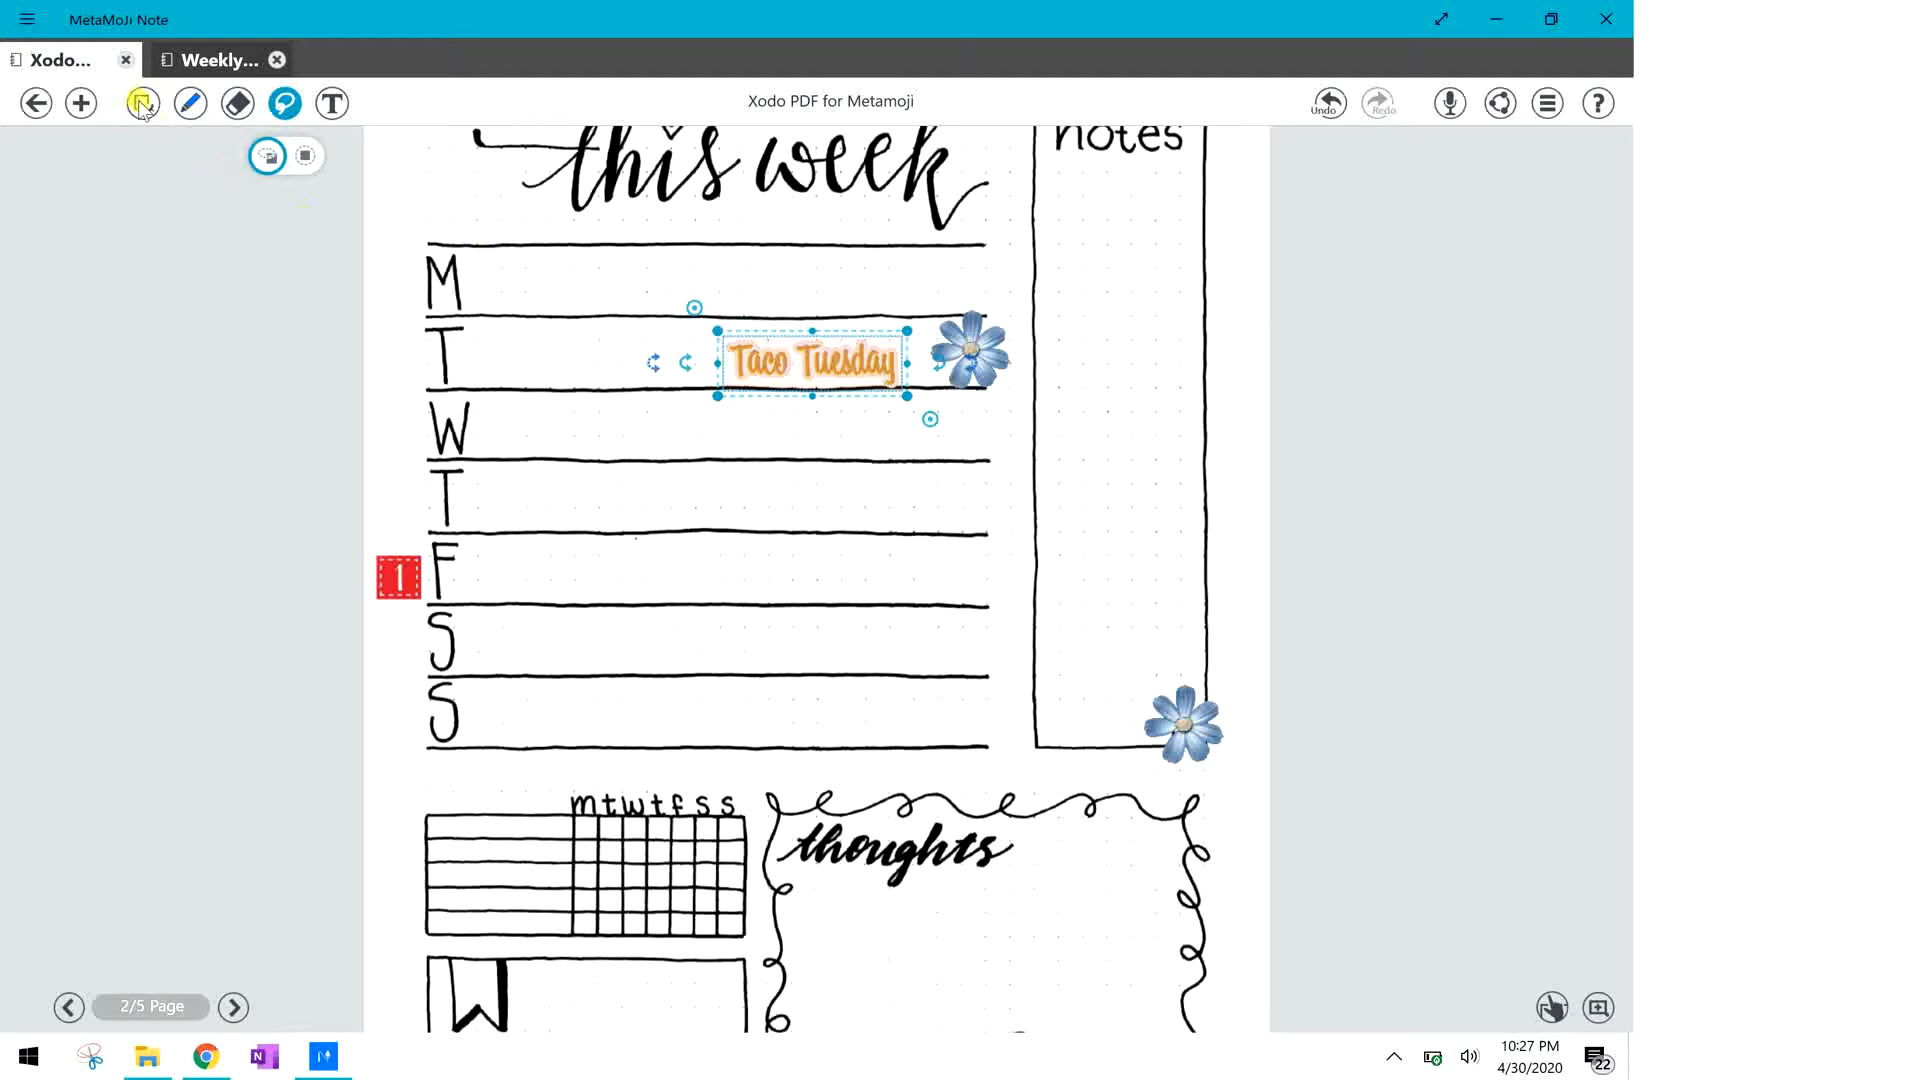 MetaMoJi Note
Xodo...
Weekly...
T
Xodo PDF for Metamoji
Undo
Redo
?
this week
notes
M
T
Taco Tuesday
W
T
1
F
S
S
m t w t f s s
thoughts
2/5 Page
N
10:27 PM
4/30/2020
22